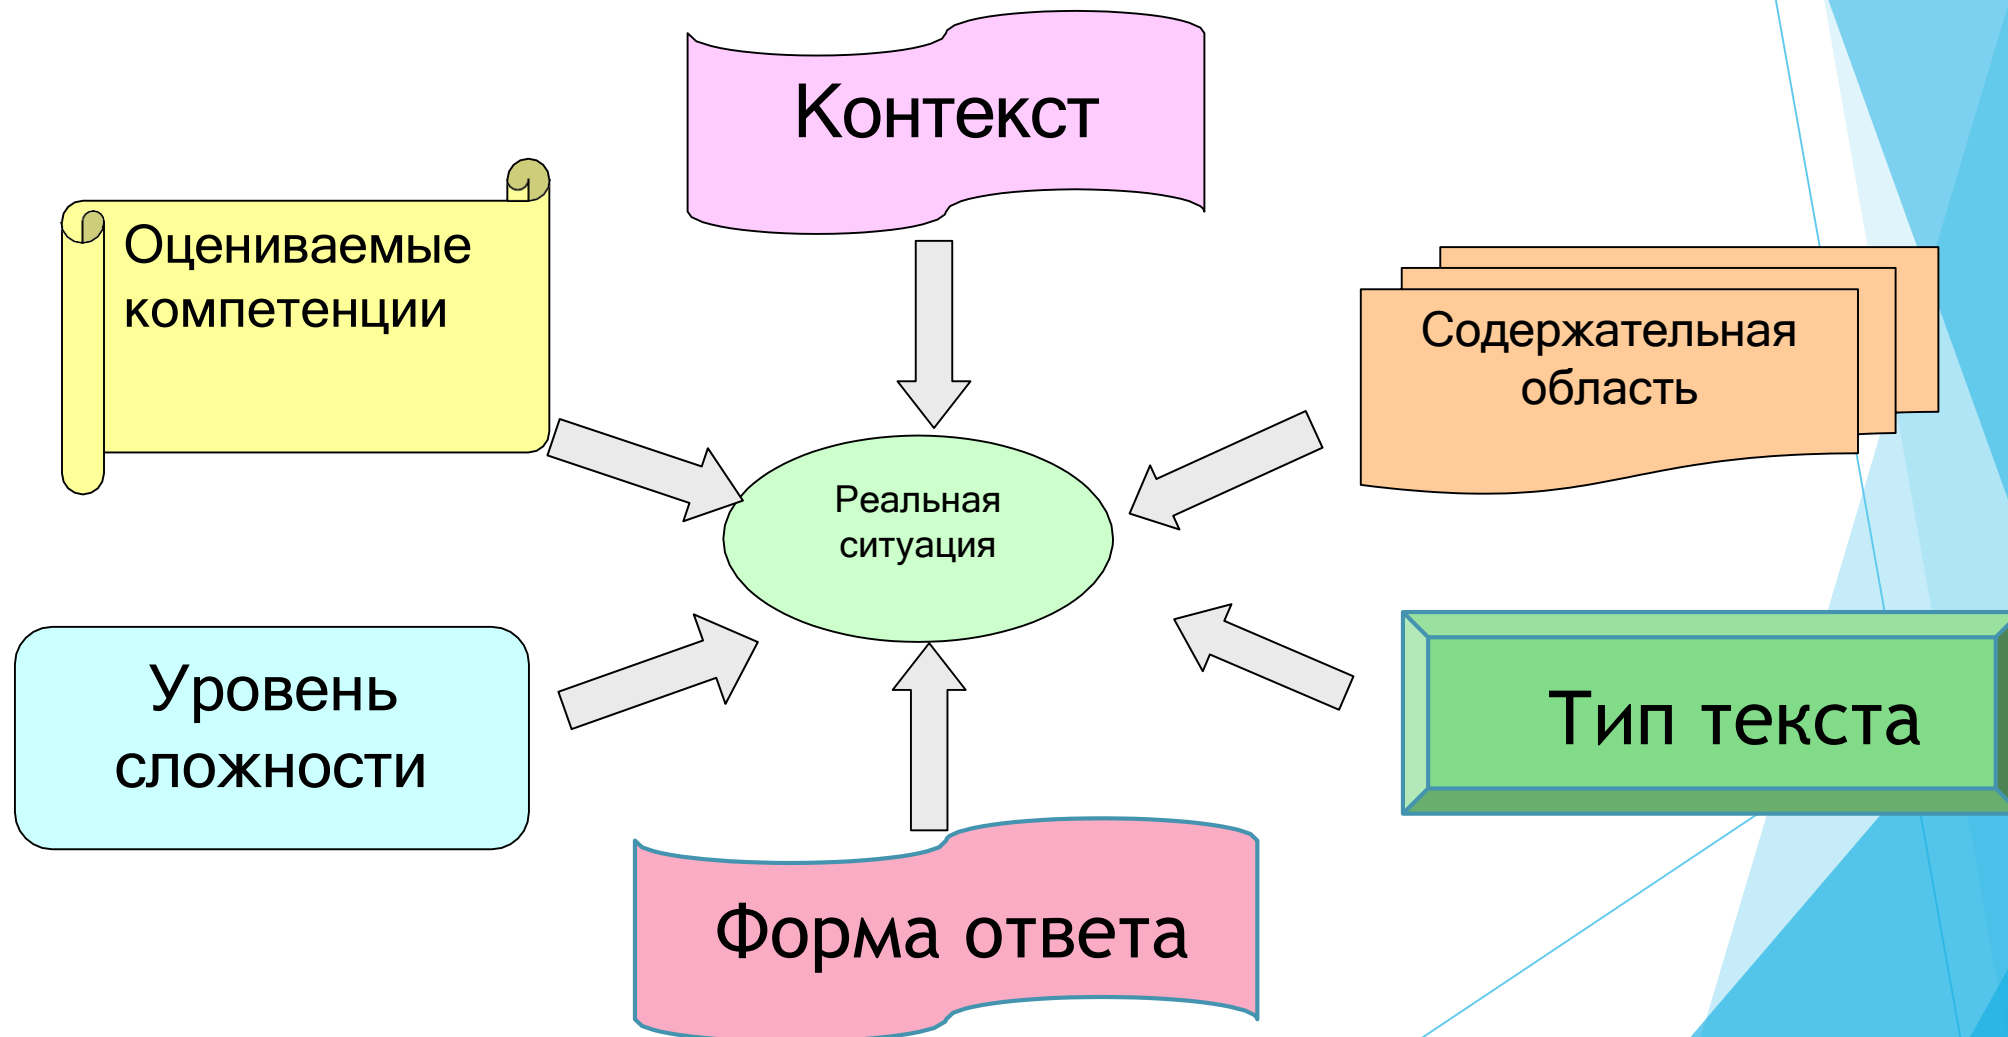 Контекст
Оцениваемые
компетенции
Содержательная
область
Реальная
ситуация
Уровень
сложности
Тип текста
Форма ответа